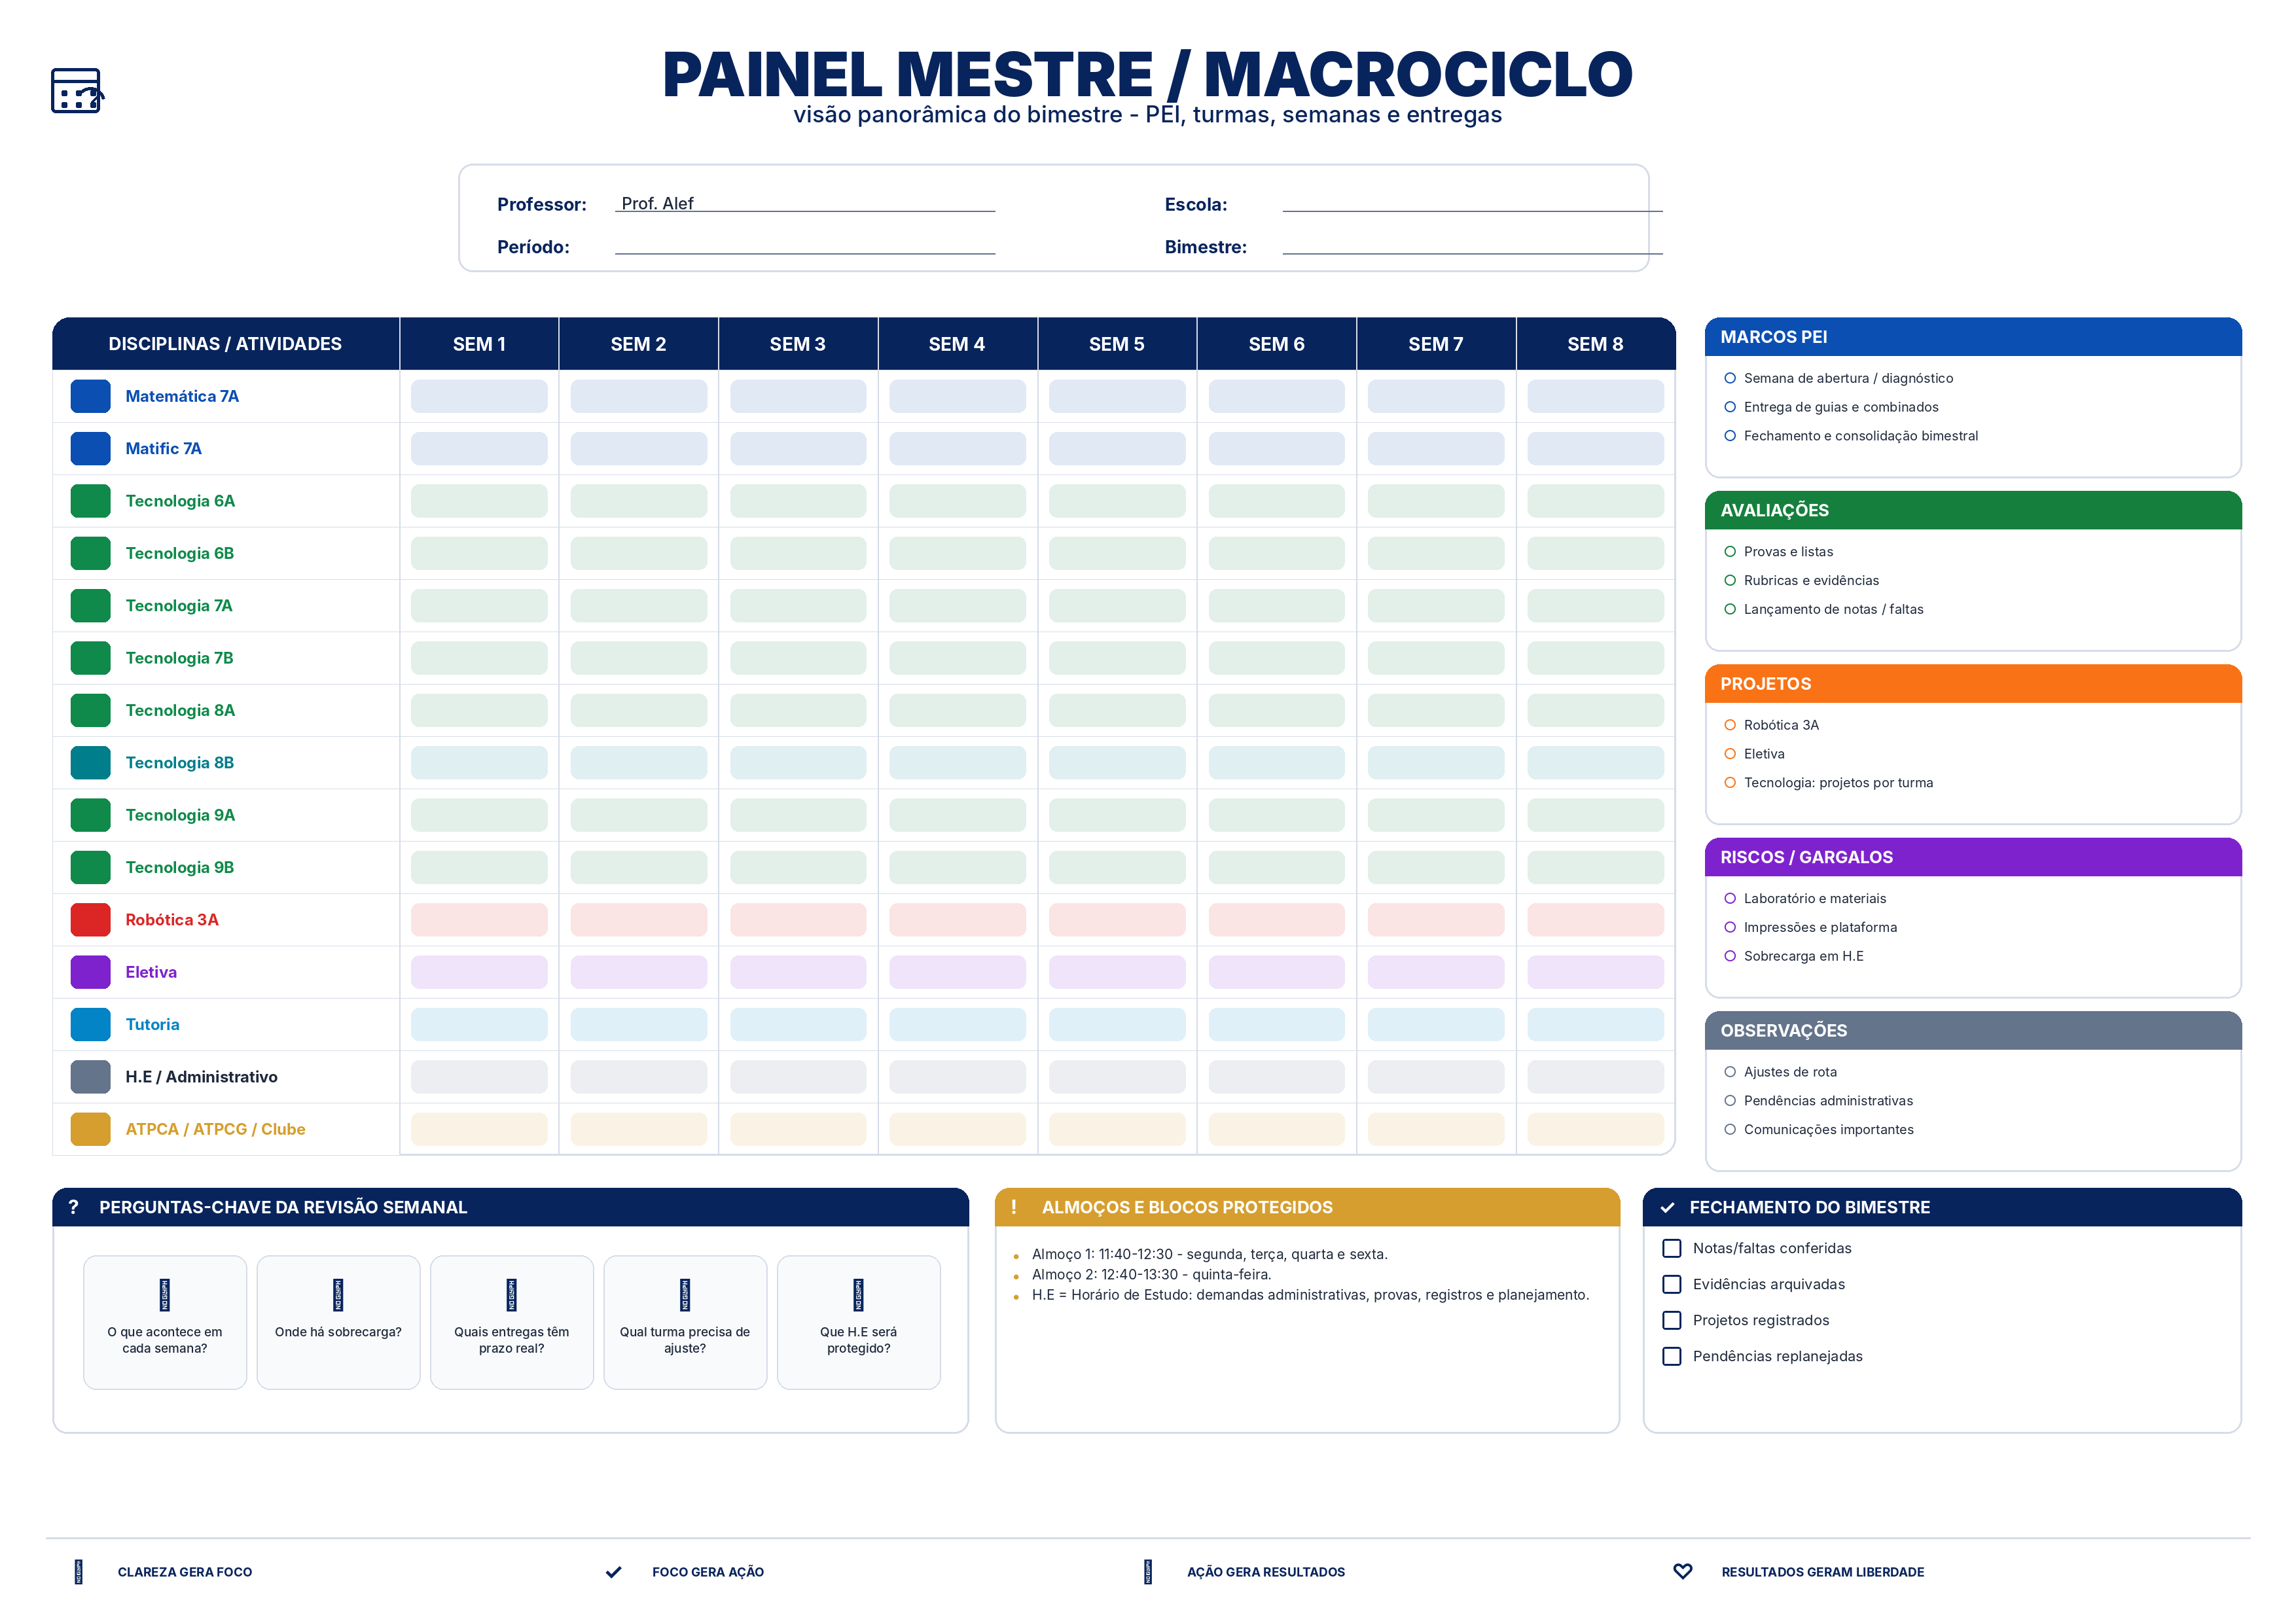 PAINEL MESTRE / MACROCICLO
visão panorâmica do bimestre - PEI, turmas, semanas e entregas
Professor: Prof. Alef
Escola:
Período:
Bimestre:
DISCIPLINAS / ATIVIDADES SEM 1 SEM 2 SEM 3 SEM 4 SEM 5 SEM 6 SEM 7 SEM 8
Matemática 7A
Matific 7A
Tecnologia 6A
Tecnologia 6B
Tecnologia 7A
Tecnologia 7B
Tecnologia 8A
Tecnologia 8B
Tecnologia 9A
Tecnologia 9B
Robótica 3A
Eletiva
Tutoria
H.E / Administrativo
ATPCA / ATPCG / Clube
MARCOS PEI
Semana de abertura / diagnóstico
Entrega de guias e combinados
Fechamento e consolidação bimestral
AVALIAÇÕES
Provas e listas
Rubricas e evidências
Lançamento de notas / faltas
PROJETOS
Robótica 3A
Eletiva
Tecnologia: projetos por turma
RISCOS / GARGALOS
Laboratório e materiais
Impressões e plataforma
Sobrecarga em H.E
OBSERVAÇÕES
Ajustes de rota
Pendências administrativas
Comunicações importantes
? PERGUNTAS-CHAVE DA REVISÃO SEMANAL
O que acontece em
cada semana?
Onde há sobrecarga?
Quais entregas têm
prazo real?
Qual turma precisa de
ajuste?
Que H.E será
protegido?
! ALMOÇOS E BLOCOS PROTEGIDOS
• Almoço 1: 11:40-12:30 - segunda, terça, quarta e sexta.
• Almoço 2: 12:40-13:30 - quinta-feira.
• H.E = Horário de Estudo: demandas administrativas, provas, registros e planejamento.
✓ FECHAMENTO DO BIMESTRE
Notas/faltas conferidas
Evidências arquivadas
Projetos registrados
Pendências replanejadas
CLAREZA GERA FOCO
✓ FOCO GERA AÇÃO
AÇÃO GERA RESULTADOS
♡ RESULTADOS GERAM LIBERDADE